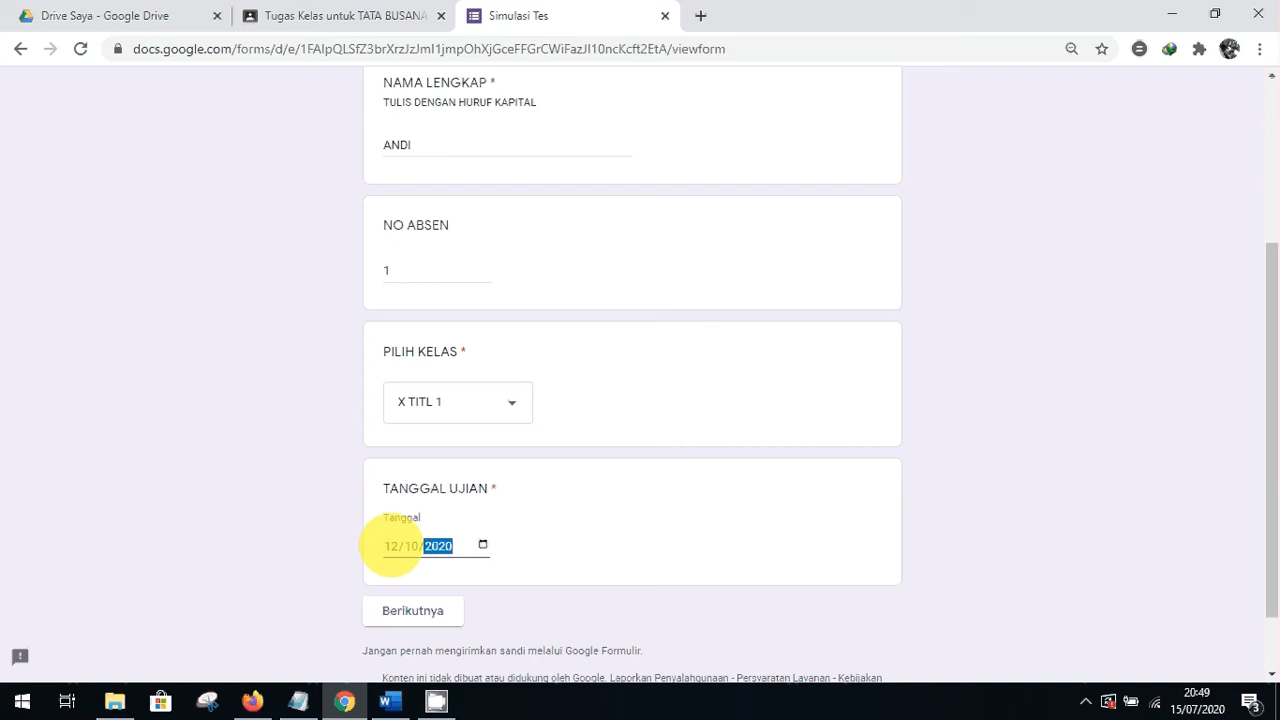 Drive Saya - Google Drive
Tugas Kelas untuk TATA BUSANA
Simulasi Tes
docs.google.com/forms/d/e/1FAIpQLSfZ3brXrzJzJmI1jmpOhXjGceFFGrCWiFazJI10ncKcft2EtA/viewform
NAMA LENGKAP *
TULIS DENGAN HURUF KAPITAL
ANDI
NO ABSEN
1
PILIH KELAS *
X TITL 1
TANGGAL UJIAN *
Tanggal
12/10/2020
Berikutnya
Jangan pernah mengirimkan sandi melalui Google Formulir.
Konten ini tidak dibuat atau didukung oleh Google. Laporkan Penyalahgunaan - Persyaratan Layanan - Kebijakan
20:49
15/07/2020
3